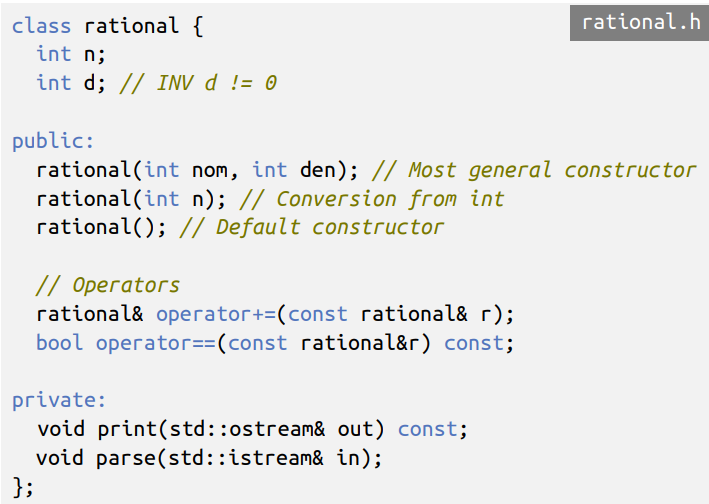 rational.h
class rational {
  int n;
  int d; // INV d != 0

public:
  rational(int nom, int den); // Most general constructor
  rational(int n); // Conversion from int
  rational(); // Default constructor

  // Operators
  rational& operator+=(const rational& r);
  bool operator==(const rational&r) const;

private:
  void print(std::ostream& out) const;
  void parse(std::istream& in);
};